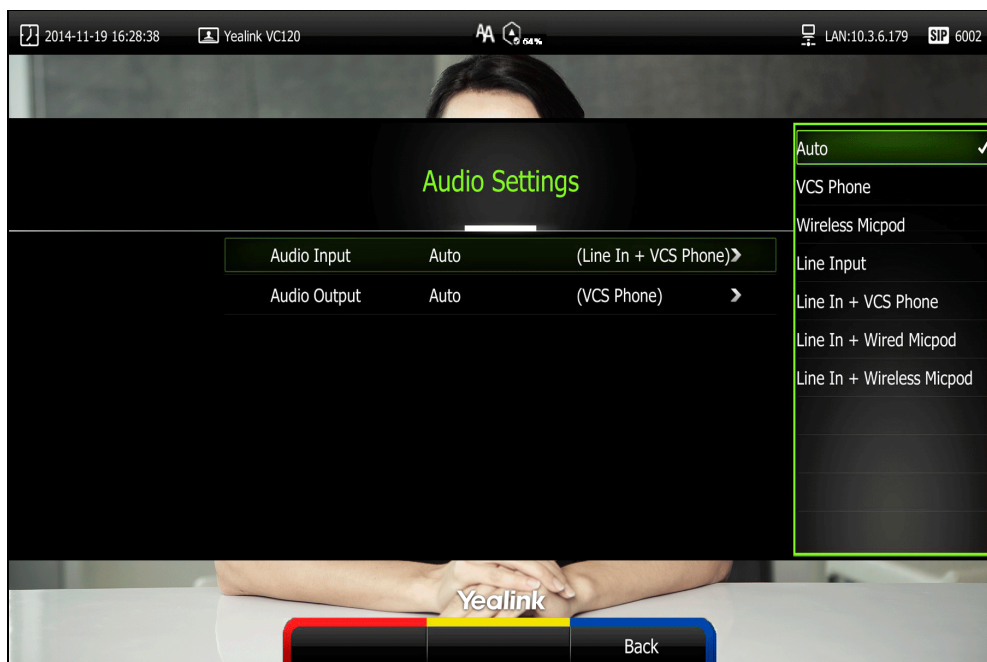 2014-11-19 16:28:38 Yealink VC120 AA 64% LAN:10.3.6.179 SIP 6002
Audio Settings
Audio Input Auto (Line In + VCS Phone)
Audio Output Auto (VCS Phone)
Auto
VCS Phone
Wireless Micpod
Line Input
Line In + VCS Phone
Line In + Wired Micpod
Line In + Wireless Micpod
Yealink
Back